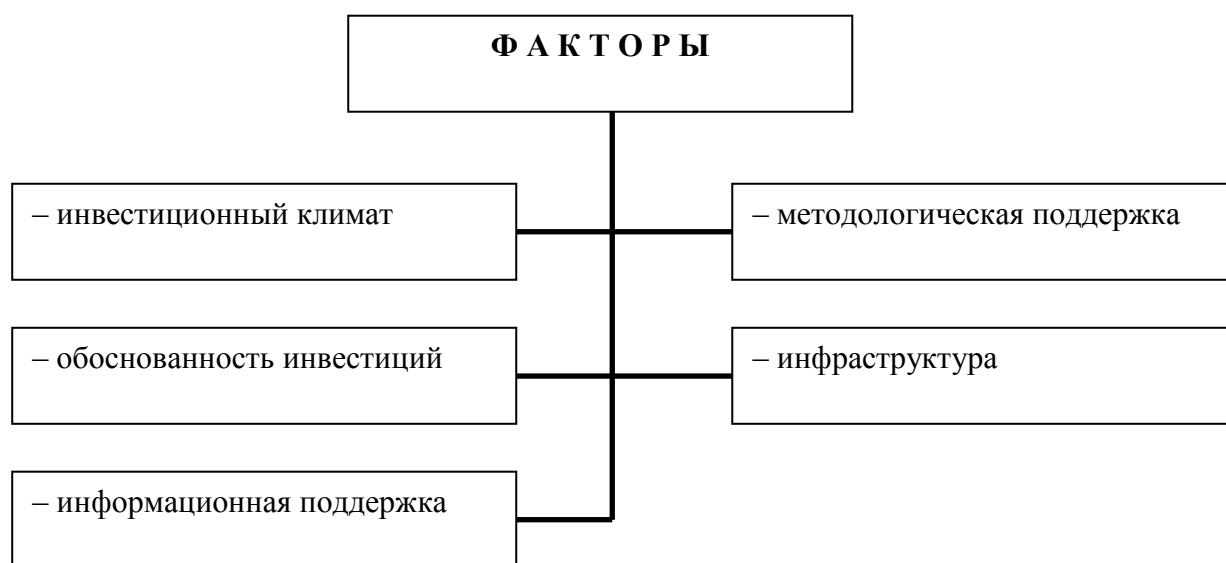 Ф А К Т О Р Ы
– инвестиционный климат
– методологическая поддержка
– обоснованность инвестиций
– инфраструктура
– информационная поддержка